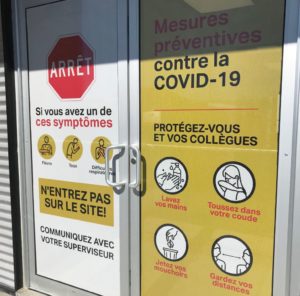 ARRÊT
Si vous avez un de
ces symptômes
Fièvre
Toux
Difficultés
respiratoires
N'ENTREZ PAS
SUR LE SITE!
COMMUNIQUEZ AVEC
VOTRE SUPERVISEUR
Mesures
préventives
contre la
COVID-19
PROTÉGEZ-VOUS
ET VOS COLLÈGUES
Lavez
vos mains
Toussez dans
votre coude
Jetez vos
mouchoirs
Gardez vos
distances